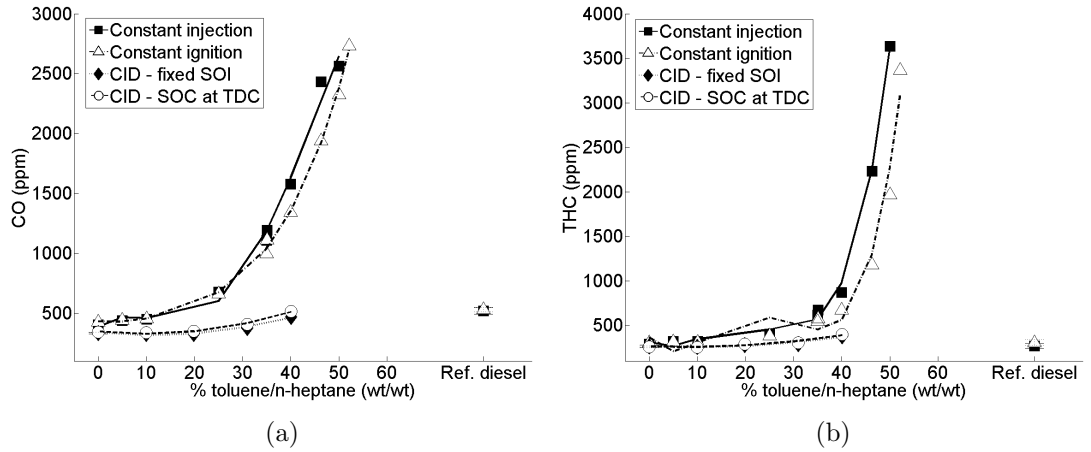 3000
2500
2000
1500
1000
500
CO (ppm)
Constant injection
Constant ignition
CID - fixed SOI
CID - SOC at TDC
0 10 20 30 40 50 60 Ref. diesel
% toluene/n-heptane (wt/wt)
(a)
4000
3500
3000
2500
2000
1500
1000
500
THC (ppm)
Constant injection
Constant ignition
CID - fixed SOI
CID - SOC at TDC
0 10 20 30 40 50 60 Ref. diesel
% toluene/n-heptane (wt/wt)
(b)